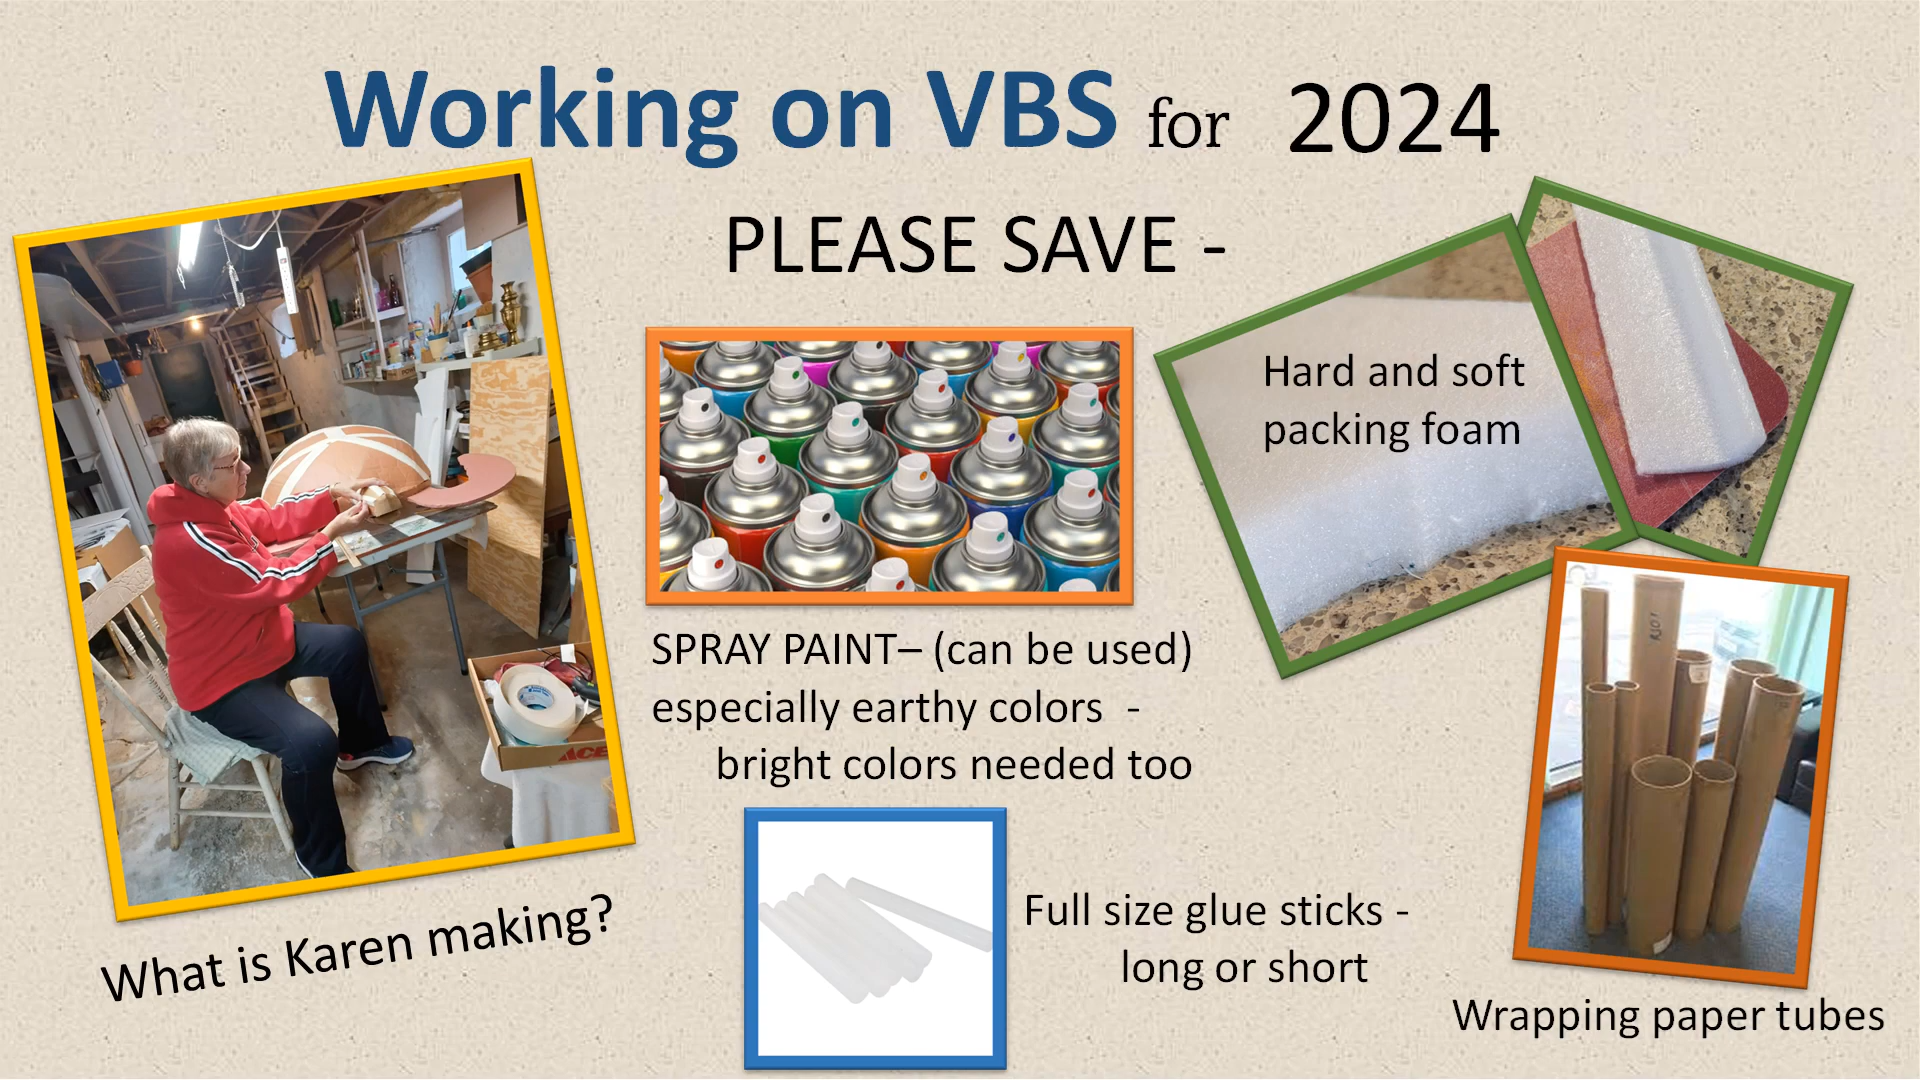 Working on VBS for 2024
PLEASE SAVE -
Hard and soft
packing foam
SPRAY PAINT– (can be used)
especially earthy colors -
bright colors needed too
ACE
What is Karen making?
Full size glue sticks -
long or short
Wrapping paper tubes